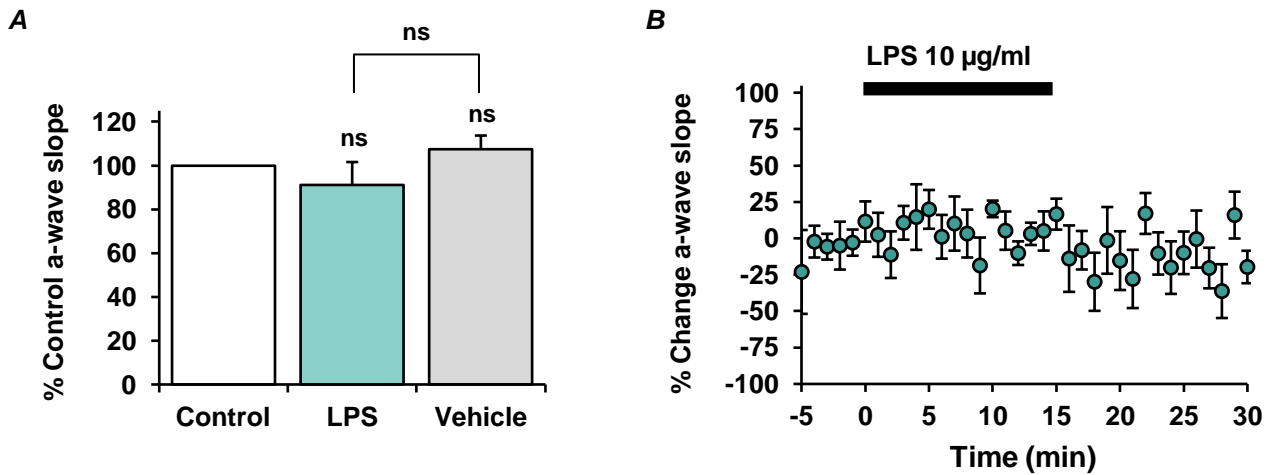 A
ns
ns
ns
% Control a-wave slope
120
100
80
60
40
20
0
Control
LPS
Vehicle
B
LPS 10 µg/ml
% Change a-wave slope
100
75
50
25
0
-25
-50
-75
-100
-5 0 5 10 15 20 25 30
Time (min)